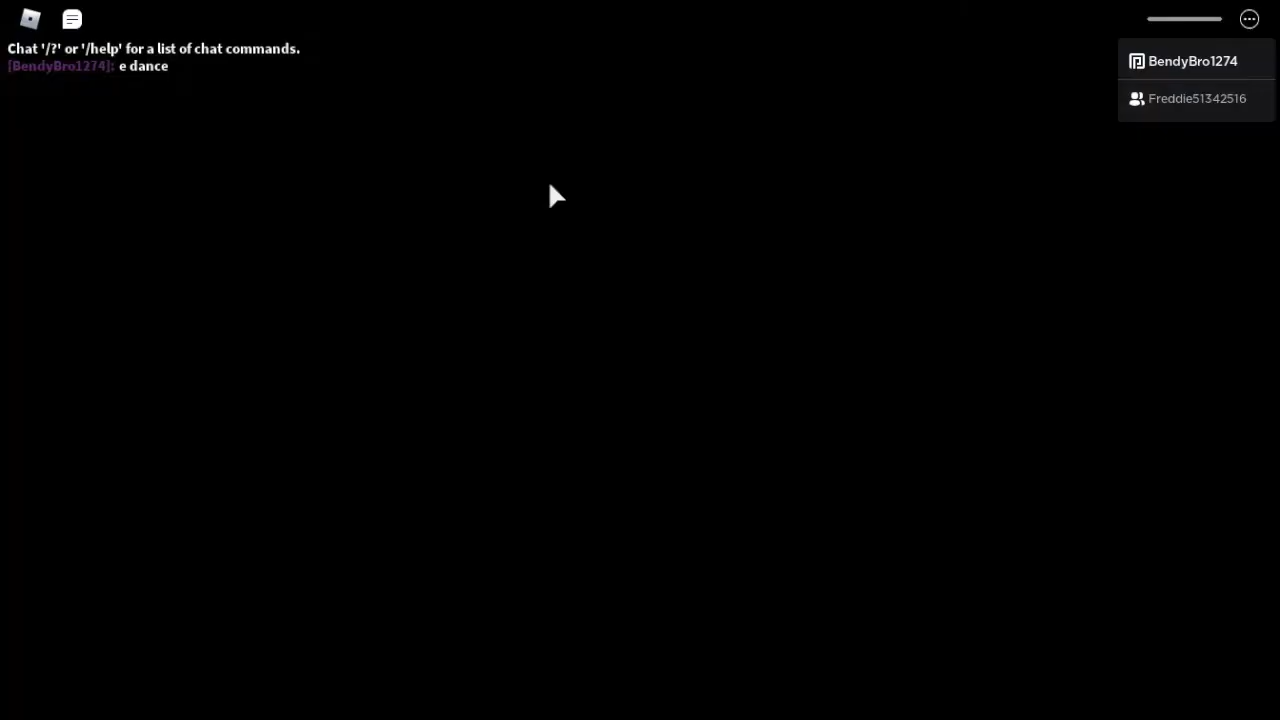 Chat '/?' or '/help' for a list of chat commands.
[BendyBro1274]: e dance
BendyBro1274
Freddie51342516